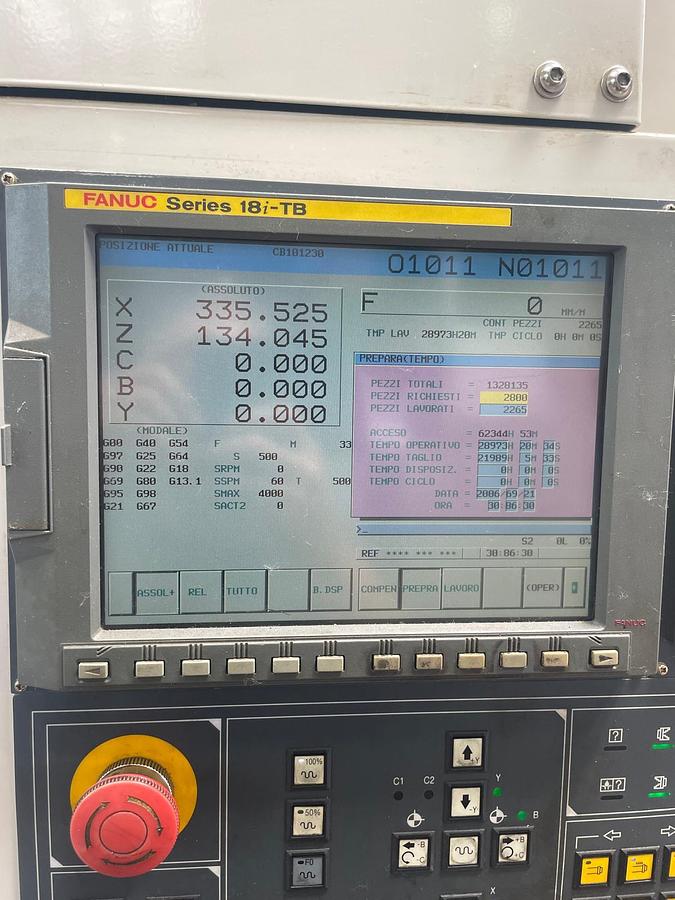 FANUC Series 18i-TB
POSIZIONE ATTUALE CB101230
O1011 N01011
(ASSOLUTO)
X 335.525
Z 134.045
C 0.000
B 0.000
Y 0.000
F 0 MM/M
CONT PEZZI 2265
TMP LAV 28973H20M TMP CICLO 0H 0M 0S
PREPARA(TEMPO)
PEZZI TOTALI = 1328135
PEZZI RICHIESTI = 2800
PEZZI LAVORATI = 2265
ACCESO = 62344H 53M
TEMPO OPERATIVO = 28973H 20M 34S
TEMPO TAGLIO = 21989H 5M 33S
TEMPO DISPOSIZ. = 0H 0M 0S
TEMPO CICLO = 0H 0M 0S
DATA = 2006/69/21
ORA = 30:86:30
(MODALE)
G00 G40 G54 F M 33
G97 G25 G64 S 500
G90 G22 G18 SRPM 0
G69 G80 G13.1 SSPM 60 T 500
G95 G98 SMAX 4000
G21 G67 SACT2 0
>_
S2 0L 0%
REF **** *** *** 30:86:30
ASSOL+ REL TUTTO B.DSP COMPEN PREPRA LAVORO (OPER)
FANUC
100%
50%
F0
C1 C2
+Y
Y
-Y
B
-B
-C
+B
+C
X
?
?